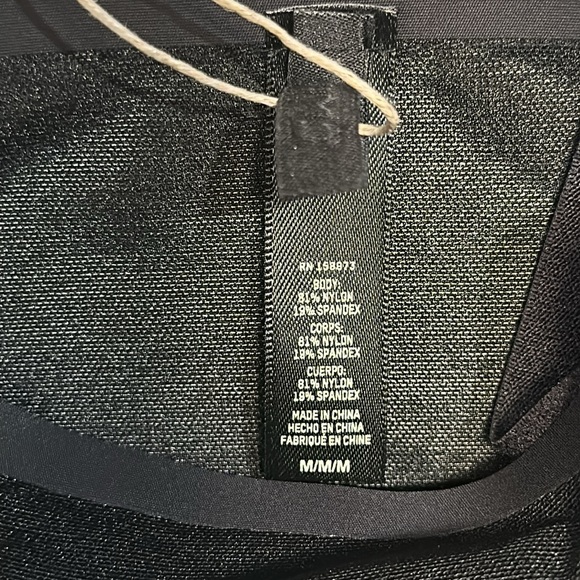 RN 158973
BODY:
81% NYLON
19% SPANDEX
CORPS:
81% NYLON
19% SPANDEX
CUERPO:
81% NYLON
19% SPANDEX
MADE IN CHINA
HECHO EN CHINA
FABRIQUÉ EN CHINE
M/M/M